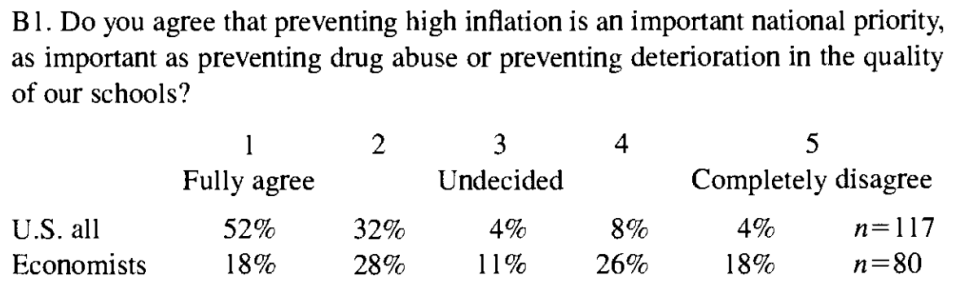 B1. Do you agree that preventing high inflation is an important national priority,
as important as preventing drug abuse or preventing deterioration in the quality
of our schools?
1 2 3 4 5
Fully agree Undecided Completely disagree
U.S. all 52% 32% 4% 8% 4% n=117
Economists 18% 28% 11% 26% 18% n=80